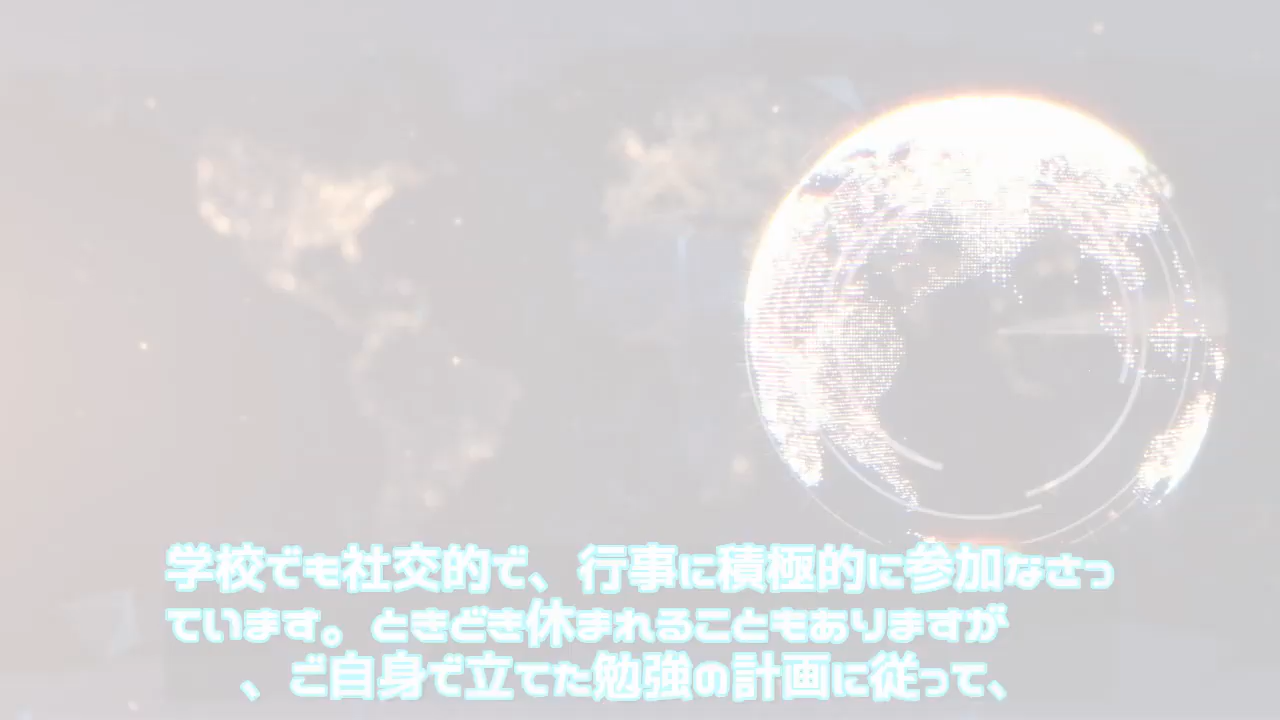 学校でも社交的で、行事に積極的に参加なさっ
ています。ときどき休まれることもありますが
、ご自身で立てた勉強の計画に従って、